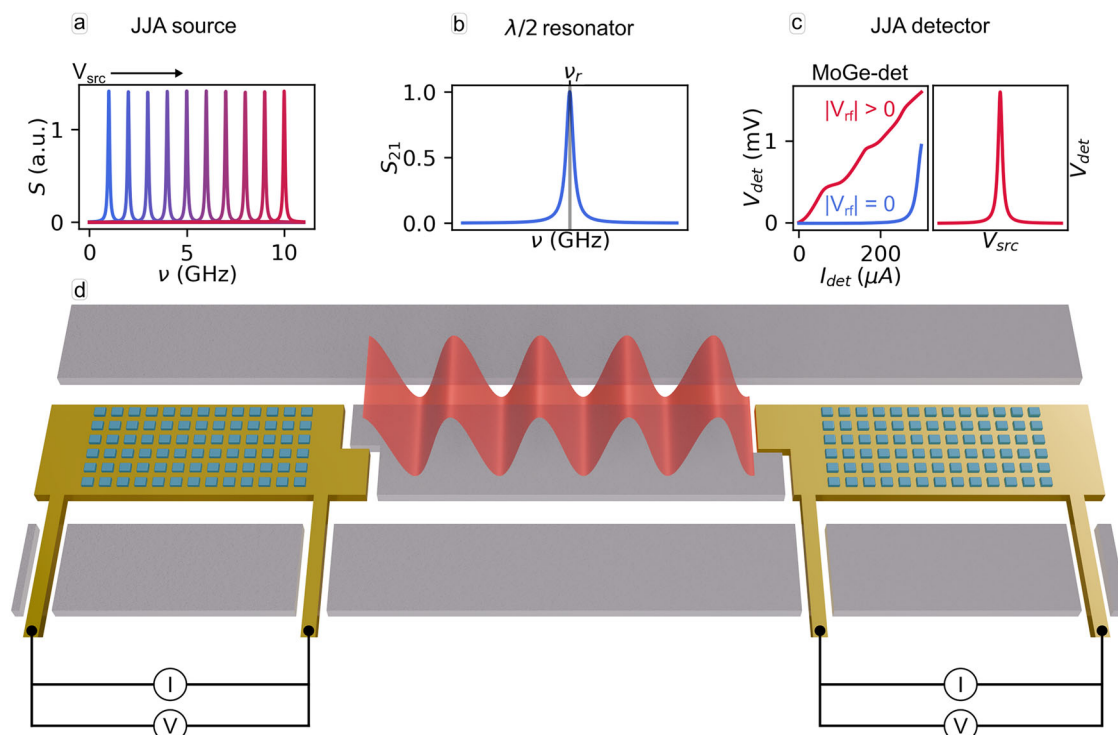 a
JJA source
V_src
S (a.u.)
1
0
0
5
10
ν (GHz)
b
λ/2 resonator
ν_r
S_21
1.0
0.5
0.0
ν (GHz)
c
JJA detector
MoGe-det
|V_rf| > 0
|V_rf| = 0
V_det (mV)
1
0
0
200
I_det (μA)
V_det
V_src
d
I
V
I
V